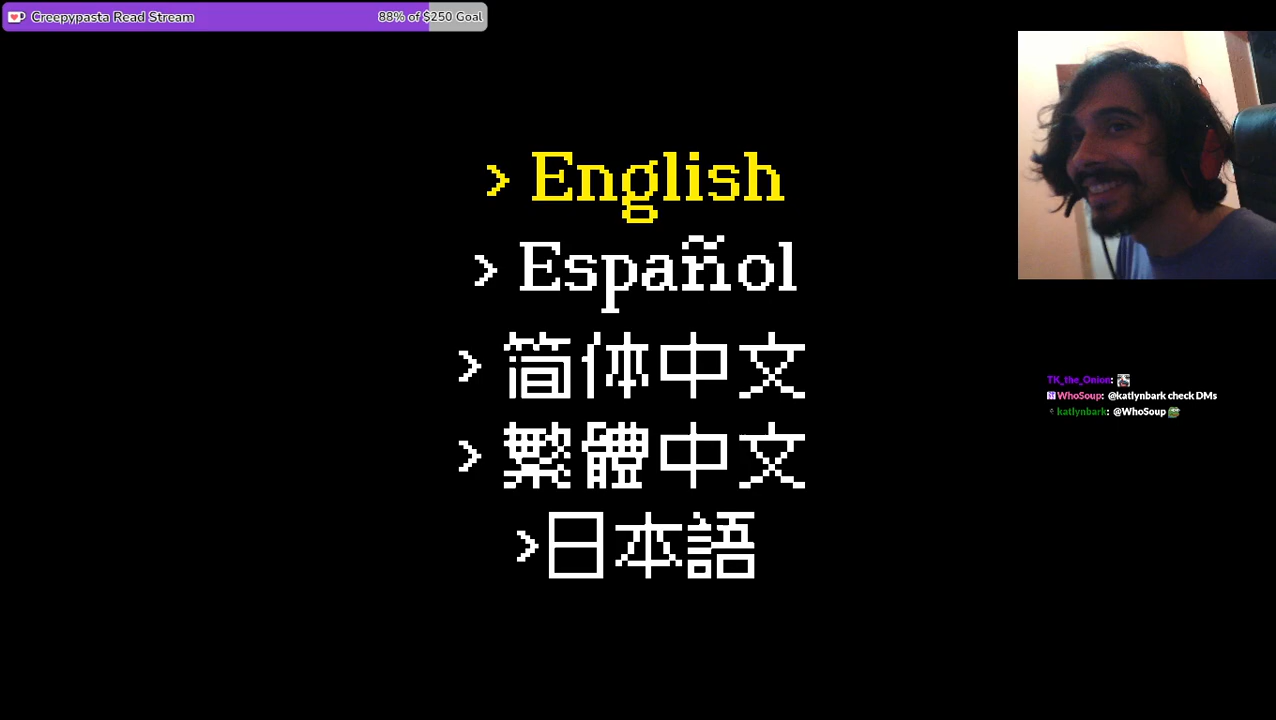 Creepypasta Read Stream 88% of $250 Goal
> English
> Español
> 简体中文
> 繁體中文
>日本語
TK_the_Onion:
WhoSoup: @katlynbark check DMs
katlynbark: @WhoSoup